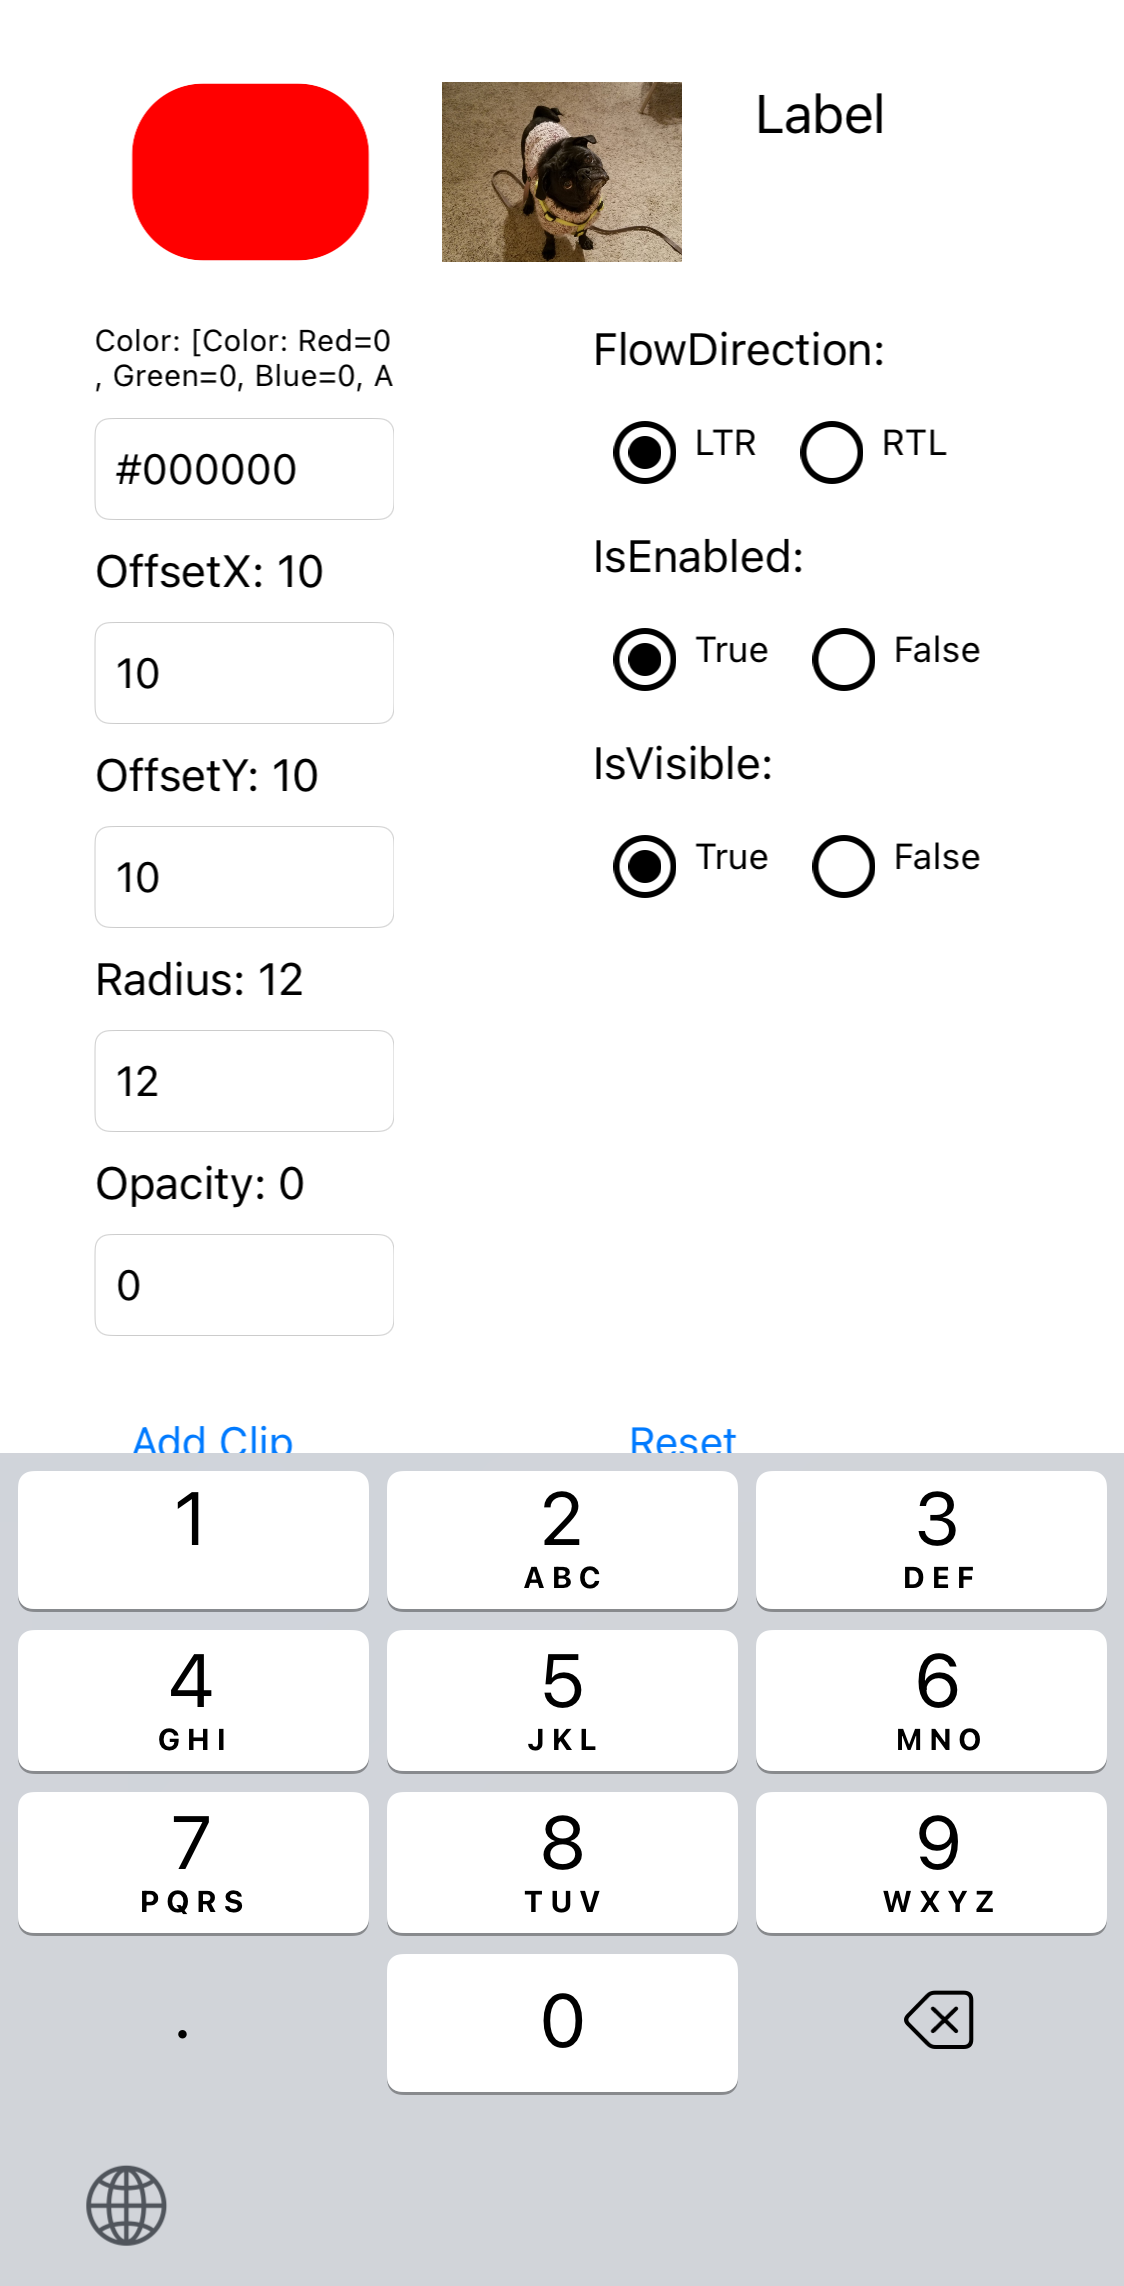 Label
Color: [Color: Red=0
, Green=0, Blue=0, A
#000000
OffsetX: 10
10
OffsetY: 10
10
Radius: 12
12
Opacity: 0
0
FlowDirection:
LTR RTL
IsEnabled:
True False
IsVisible:
True False
Add Clip Reset
1 2 3
ABC DEF
4 5 6
GHI JKL MNO
7 8 9
PQRS TUV WXYZ
. 0